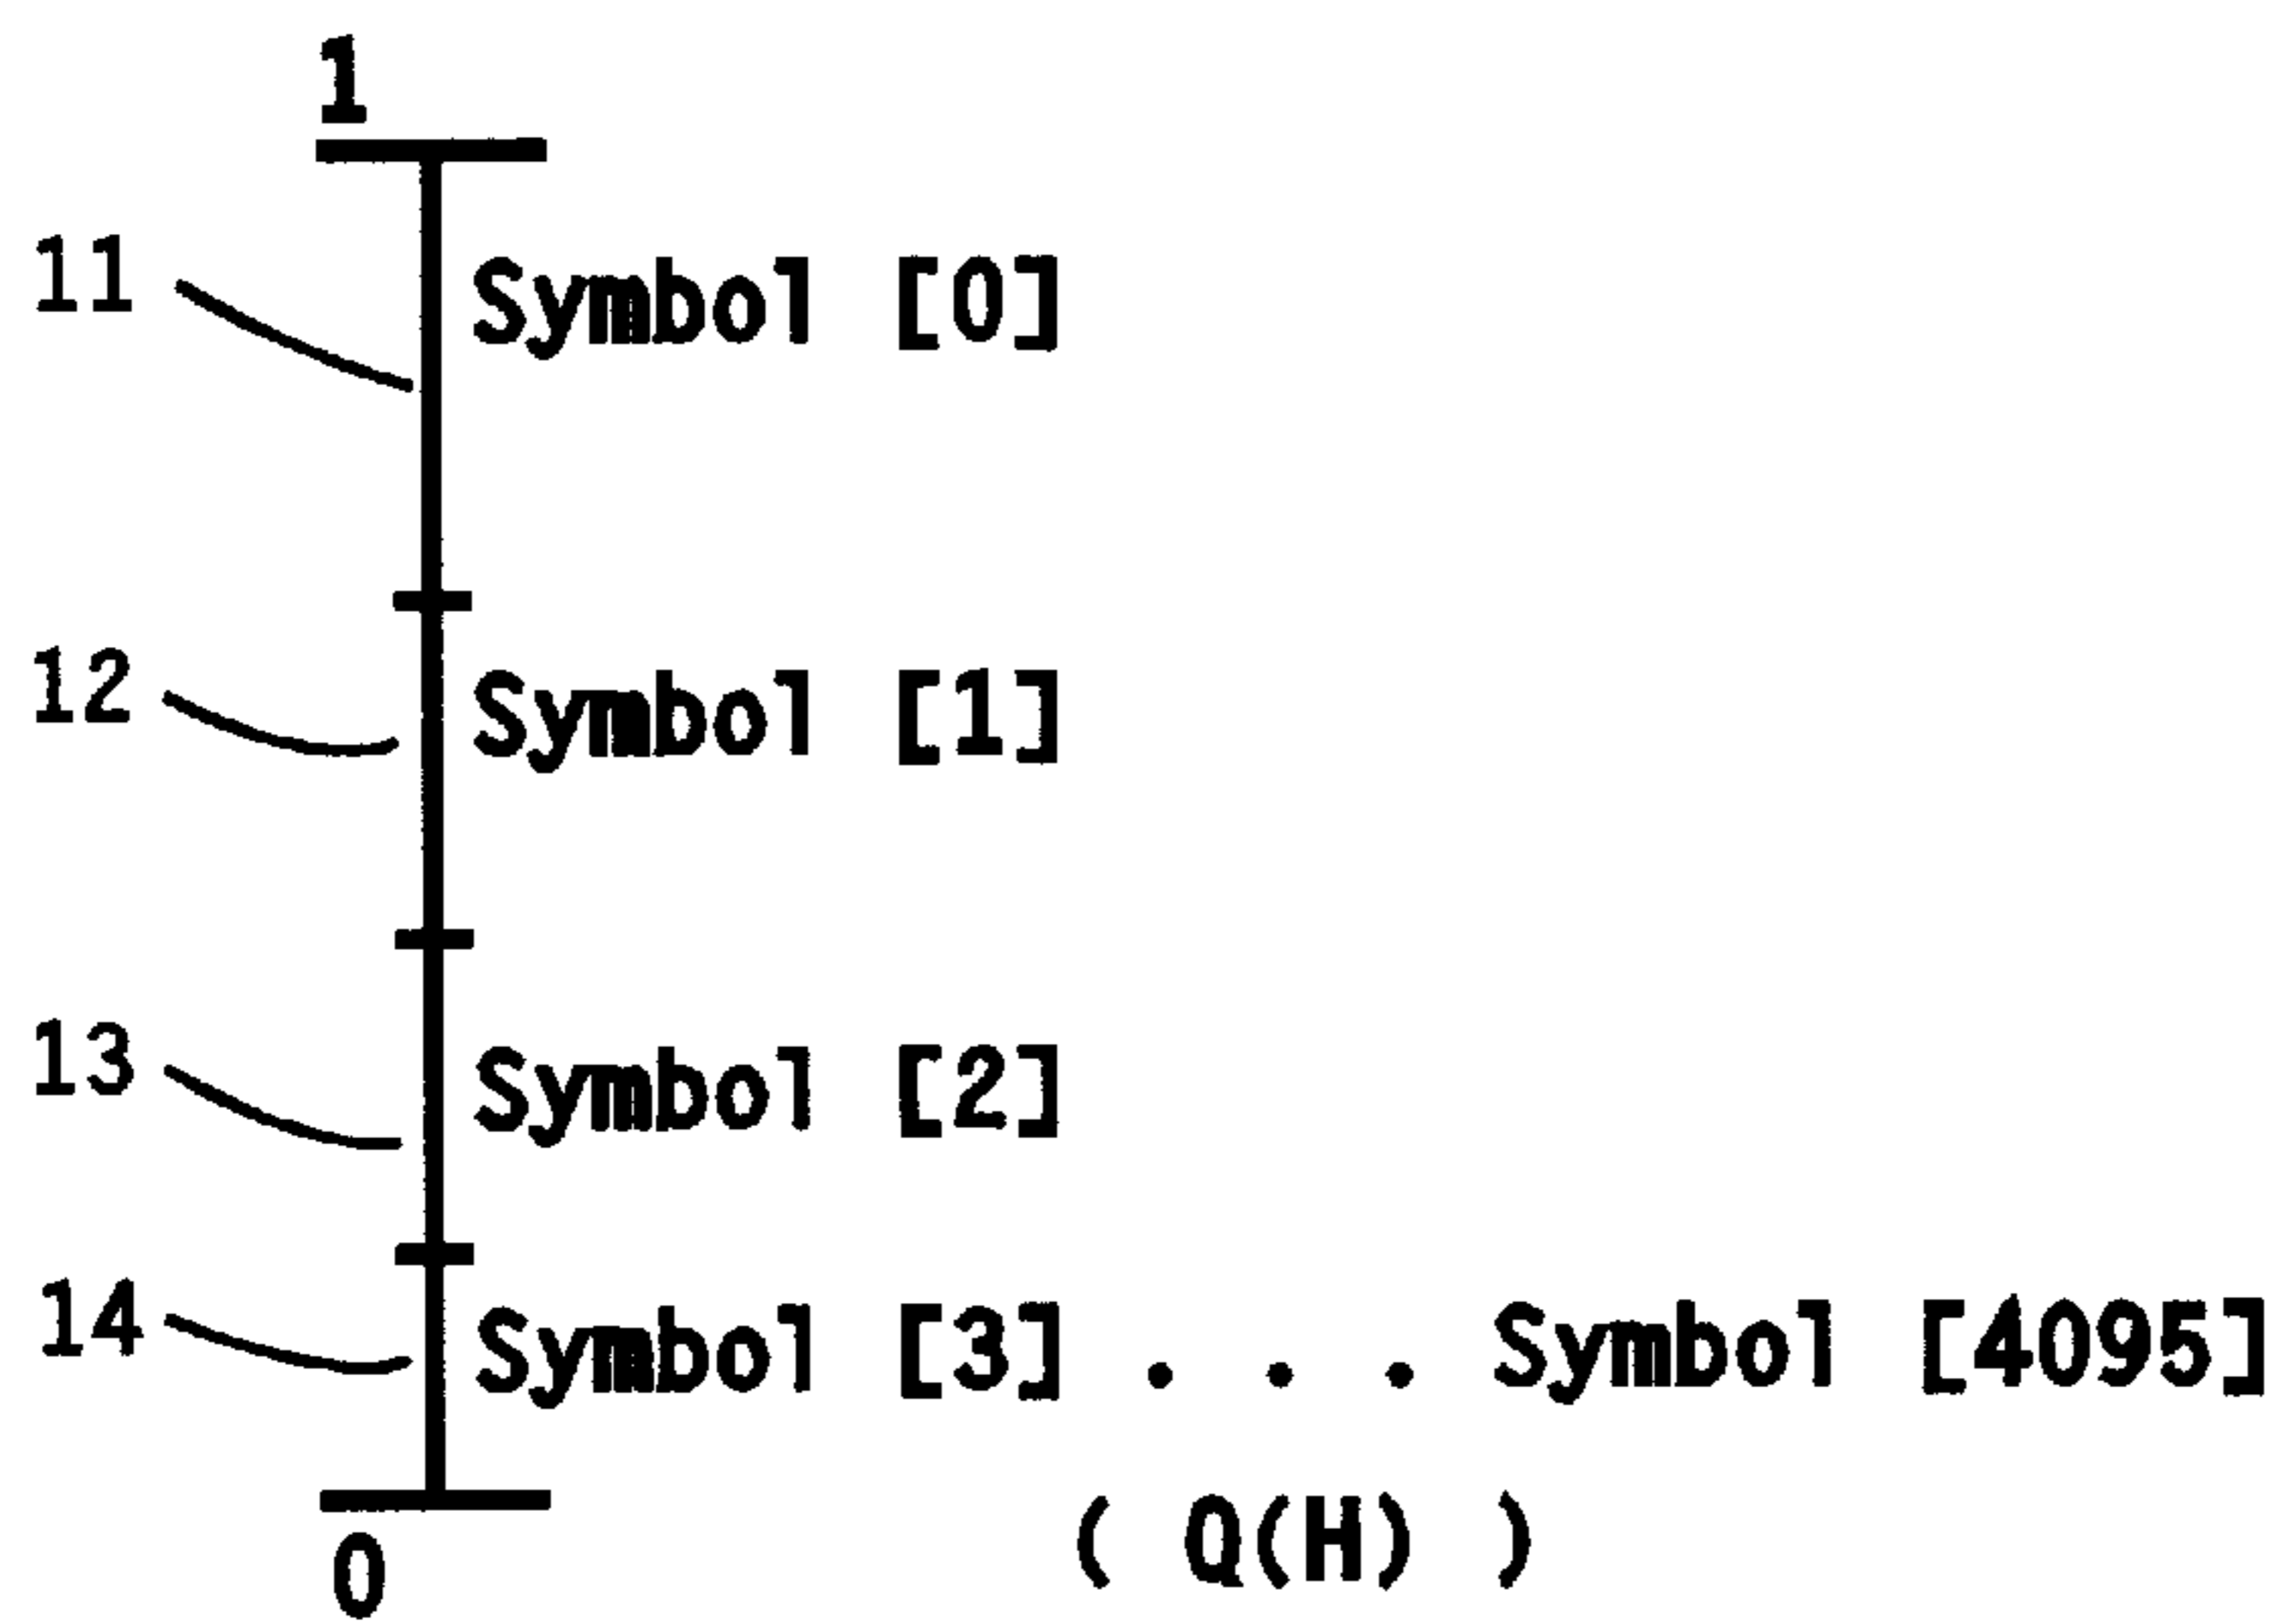 1
11 Symbol [0]
12 Symbol [1]
13 Symbol [2]
14 Symbol [3] . . . Symbol [4095]
0 ( Q(H) )